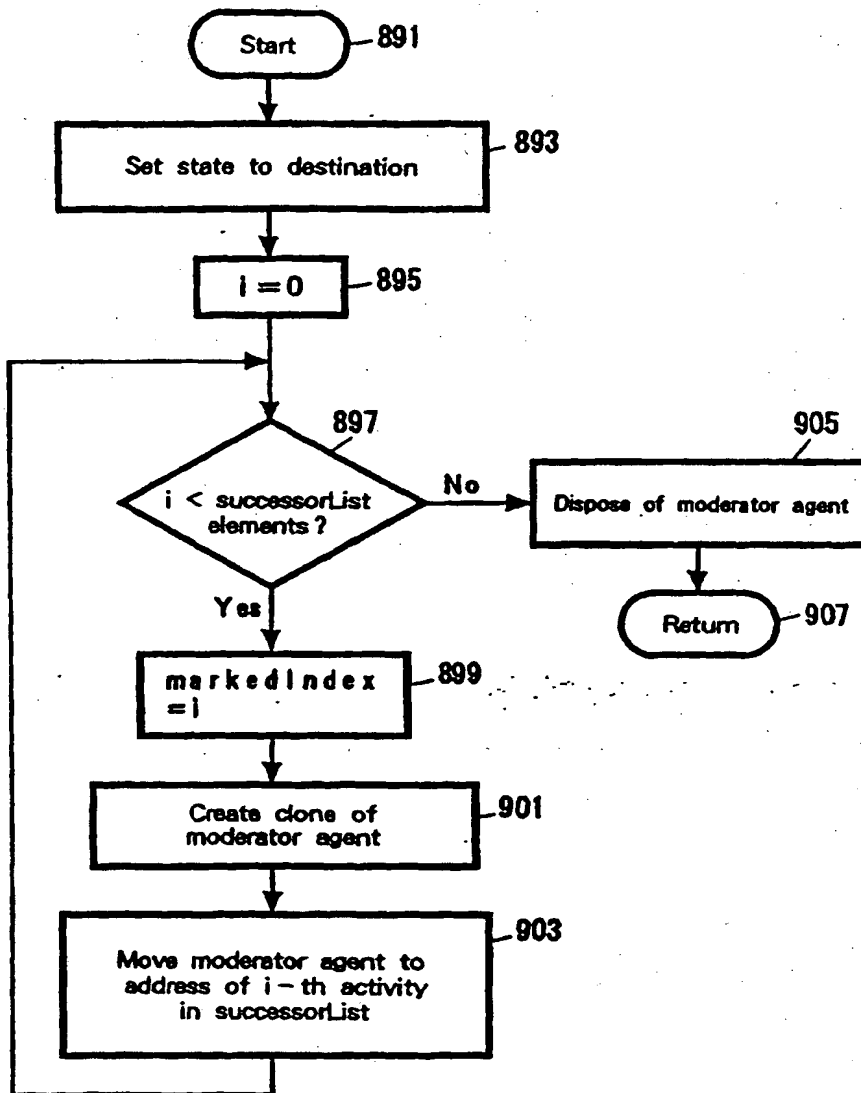 Start
891
Set state to destination
893
i=0
895
897
i < successorList
elements?
No
905
Dispose of moderator agent
Return
907
Yes
markedIndex
=i
899
Create clone of
moderator agent
901
Move moderator agent to
address of i-th activity
in successorList
903